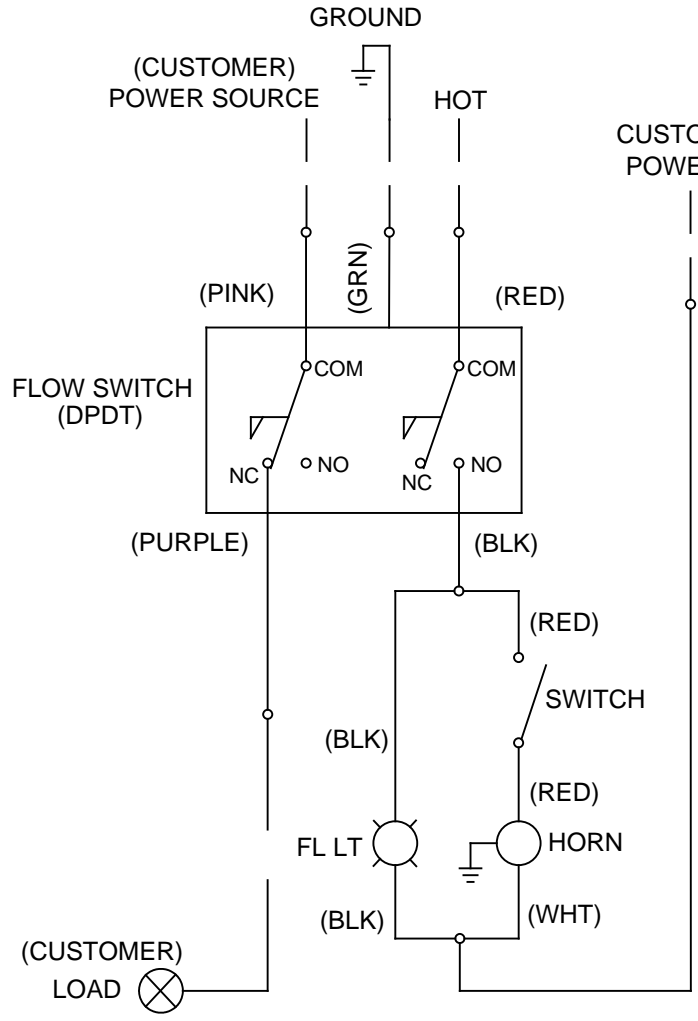 GROUND
(CUSTOMER)
POWER SOURCE
HOT
(PINK)
(GRN)
(RED)
FLOW SWITCH
(DPDT)
COM
COM
NC
NO
NC
NO
(PURPLE)
(BLK)
(RED)
SWITCH
(BLK)
(RED)
FL LT
HORN
(BLK)
(WHT)
(CUSTOMER)
LOAD